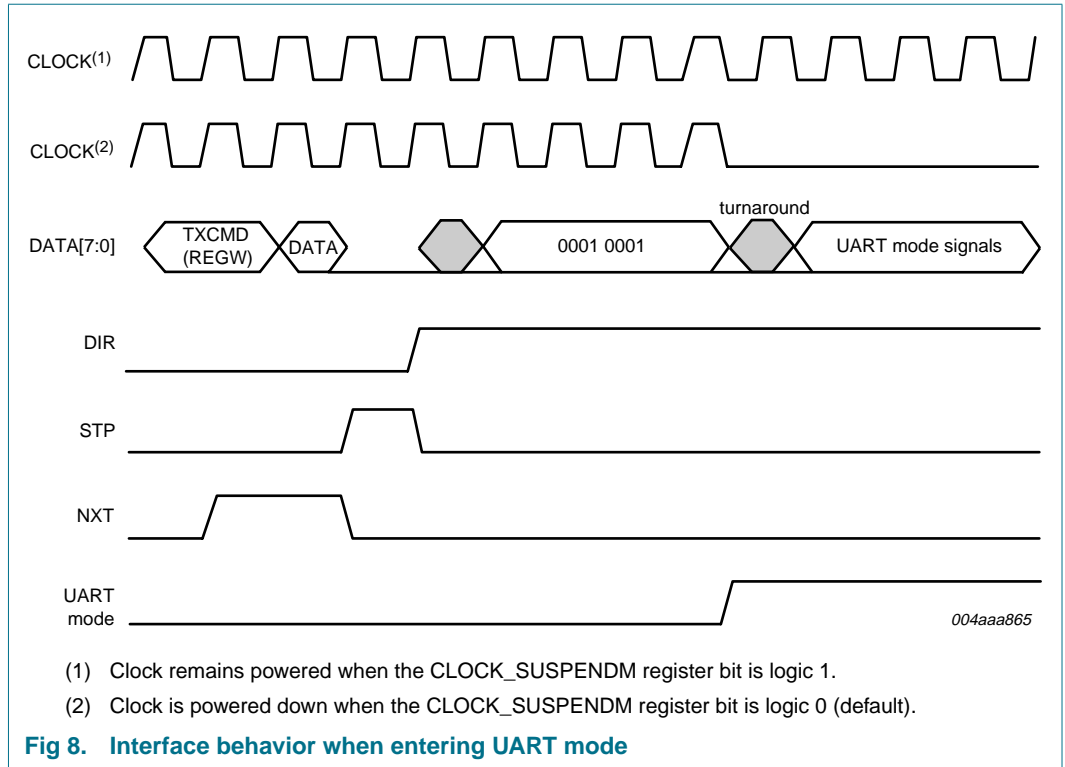 CLOCK(1)
CLOCK(2)
turnaround
DATA[7:0]
TXCMD
(REGW)
DATA
0001 0001
UART mode signals
DIR
STP
NXT
UART
mode
004aaa865
(1) Clock remains powered when the CLOCK_SUSPENDM register bit is logic 1.
(2) Clock is powered down when the CLOCK_SUSPENDM register bit is logic 0 (default).
Fig 8. Interface behavior when entering UART mode